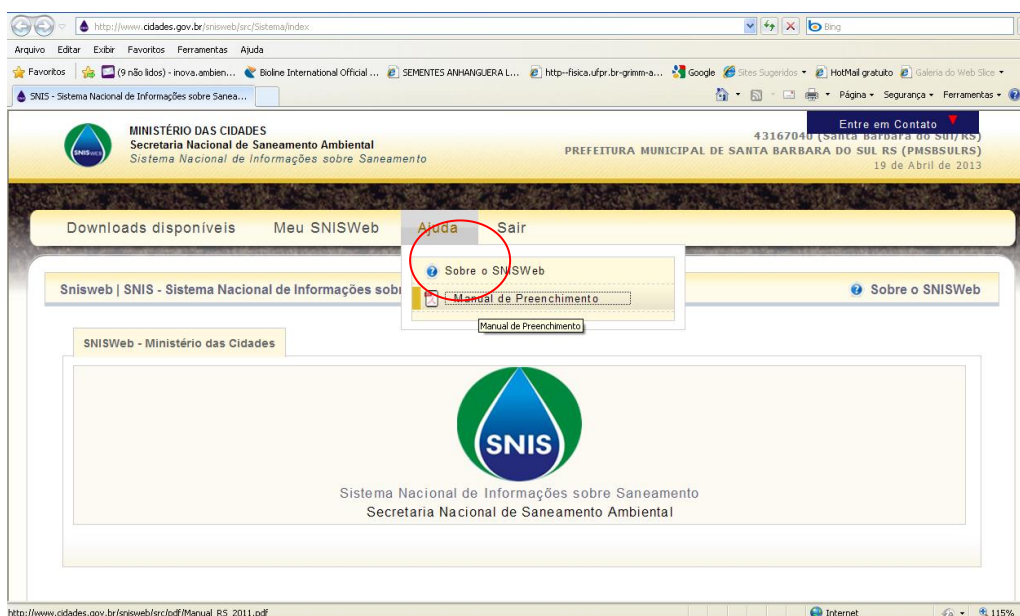 http://www.cidades.gov.br/snisweb/src/Sistema/index
Bing
Arquivo Editar Exibir Favoritos Ferramentas Ajuda
Favoritos (9 não lidos) - inova.ambien... Bioline International Official ... SEMENTES ANHANGUERA L... http--fisica.ufpr.br-grimm-a... Google Sites Sugeridos HotMail gratuito Galeria do Web Slice
SNIS - Sistema Nacional de Informações sobre Sanea... Página Segurança Ferramentas
Entre em Contato
SNISWEB
MINISTÉRIO DAS CIDADES
Secretaria Nacional de Saneamento Ambiental
Sistema Nacional de Informações sobre Saneamento
43167040 (Santa Barbara do Sul/RS)
PREFEITURA MUNICIPAL DE SANTA BARBARA DO SUL RS (PMSBSULRS)
19 de Abril de 2013
Downloads disponíveis Meu SNISWeb Ajuda Sair
Sobre o SNISWeb
Manual de Preenchimento
Manual de Preenchimento
Snisweb | SNIS - Sistema Nacional de Informações sob
Sobre o SNISWeb
SNISWeb - Ministério das Cidades
SNIS
Sistema Nacional de Informações sobre Saneamento
Secretaria Nacional de Saneamento Ambiental
http://www.cidades.gov.br/snisweb/src/pdf/Manual_RS_2011.pdf Internet 115%